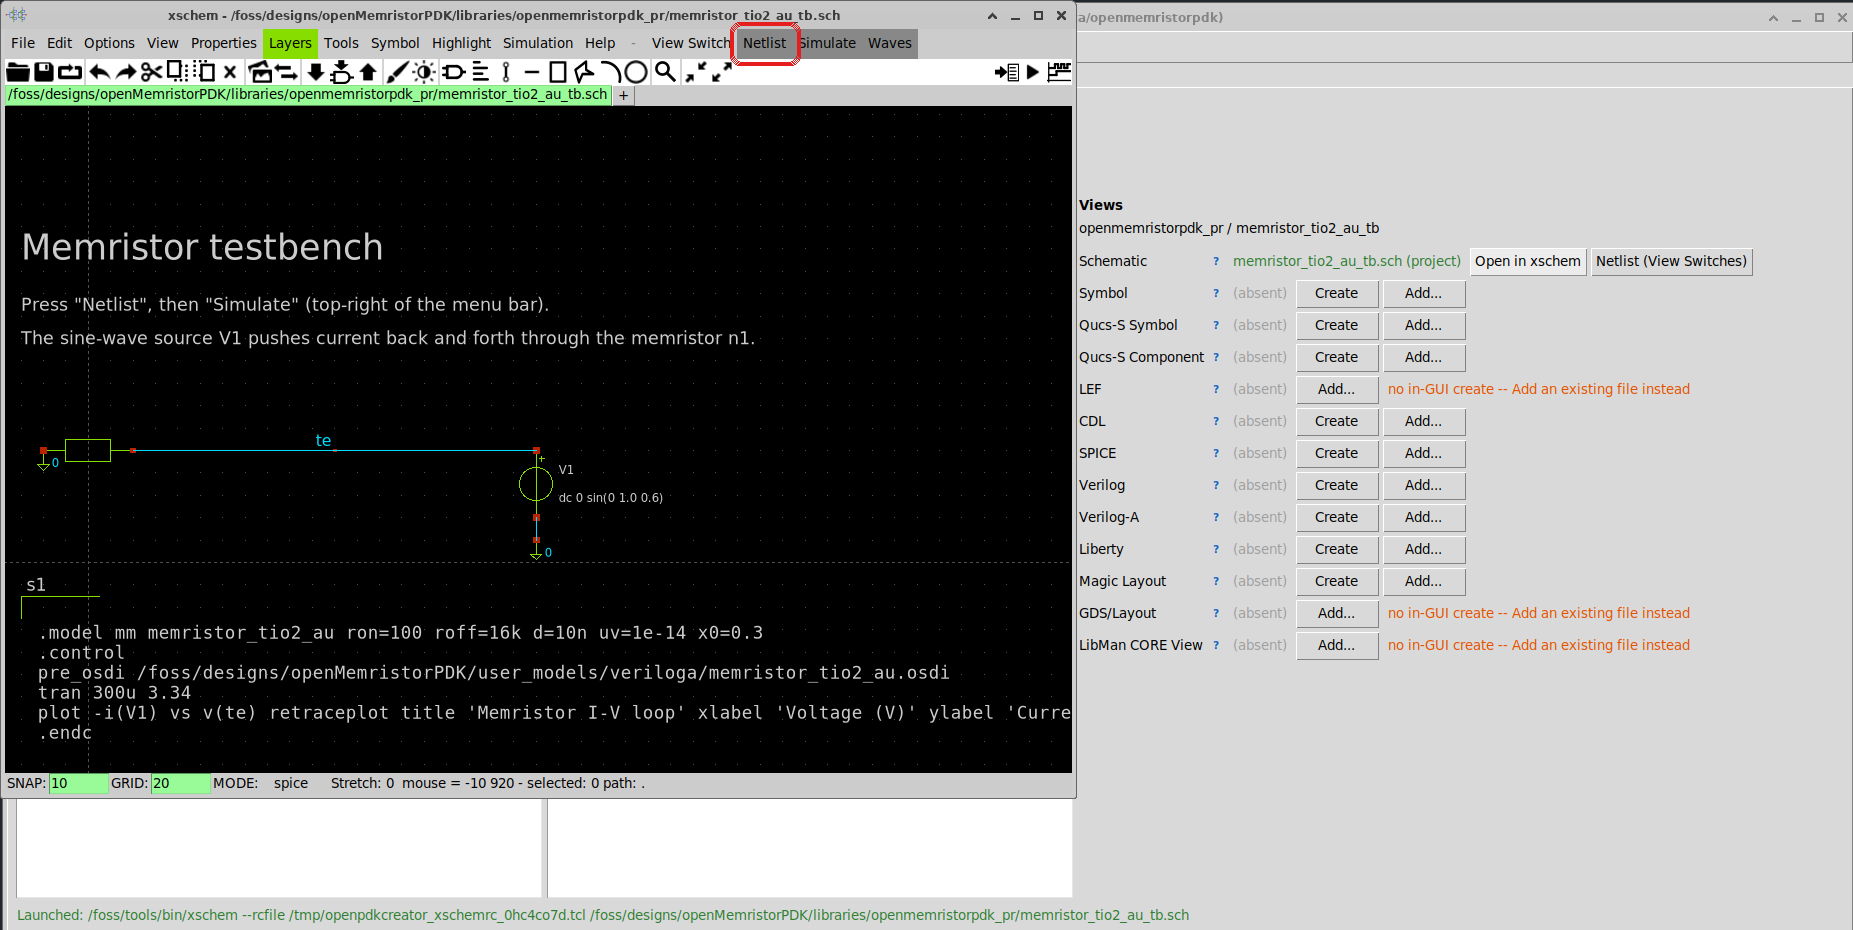 xschem - /foss/designs/openMemristorPDK/libraries/openmemristorpdk_pr/memristor_tio2_au_tb.sch
a/openmemristorpdk)
File Edit Options View Properties Layers Tools Symbol Highlight Simulation Help - View Switch Netlist Simulate Waves
/foss/designs/openMemristorPDK/libraries/openmemristorpdk_pr/memristor_tio2_au_tb.sch +
Memristor testbench
Press "Netlist", then "Simulate" (top-right of the menu bar).
The sine-wave source V1 pushes current back and forth through the memristor n1.
te
0
+
V1
dc 0 sin(0 1.0 0.6)
0
s1
.model mm memristor_tio2_au ron=100 roff=16k d=10n uv=1e-14 x0=0.3
.control
pre_osdi /foss/designs/openMemristorPDK/user_models/veriloga/memristor_tio2_au.osdi
tran 300u 3.34
plot -i(V1) vs v(te) retraceplot title 'Memristor I-V loop' xlabel 'Voltage (V)' ylabel 'Curre
.endc
SNAP: 10 GRID: 20 MODE: spice Stretch: 0 mouse = -10 920 - selected: 0 path: .
Views
openmemristorpdk_pr / memristor_tio2_au_tb
Schematic ? memristor_tio2_au_tb.sch (project) Open in xschem Netlist (View Switches)
Symbol ? (absent) Create Add...
Qucs-S Symbol ? (absent) Create Add...
Qucs-S Component ? (absent) Create Add...
LEF ? (absent) Add... no in-GUI create -- Add an existing file instead
CDL ? (absent) Create Add...
SPICE ? (absent) Create Add...
Verilog ? (absent) Create Add...
Verilog-A ? (absent) Create Add...
Liberty ? (absent) Create Add...
Magic Layout ? (absent) Create Add...
GDS/Layout ? (absent) Add... no in-GUI create -- Add an existing file instead
LibMan CORE View ? (absent) Add... no in-GUI create -- Add an existing file instead
Launched: /foss/tools/bin/xschem --rcfile /tmp/openpdkcreator_xschemrc_0hc4co7d.tcl /foss/designs/openMemristorPDK/libraries/openmemristorpdk_pr/memristor_tio2_au_tb.sch